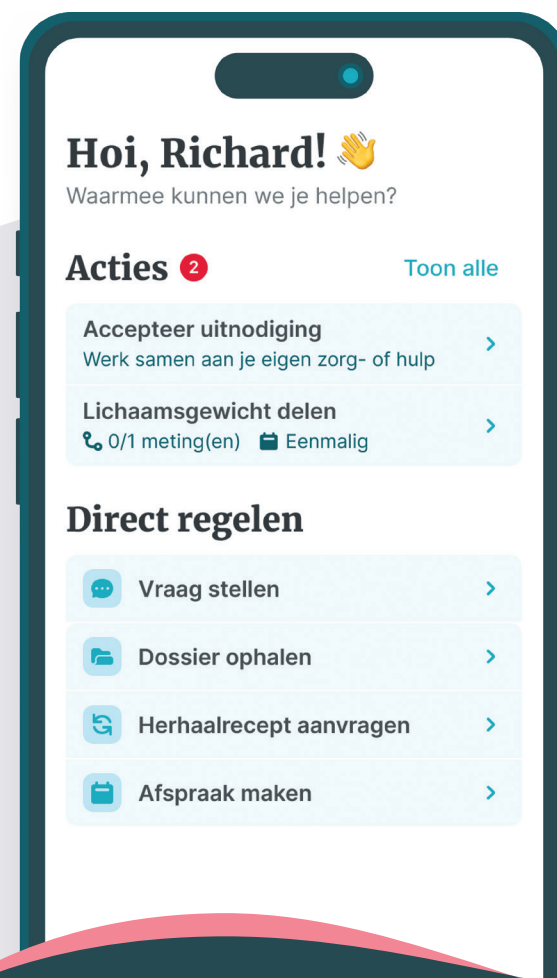 Hoi, Richard! 👋
Waarmee kunnen we je helpen?
Acties 2 Toon alle
Accepteer uitnodiging
Werk samen aan je eigen zorg- of hulp
Lichaamsgewicht delen
0/1 meting(en) Eenmalig
Direct regelen
Vraag stellen
Dossier ophalen
Herhaalrecept aanvragen
Afspraak maken